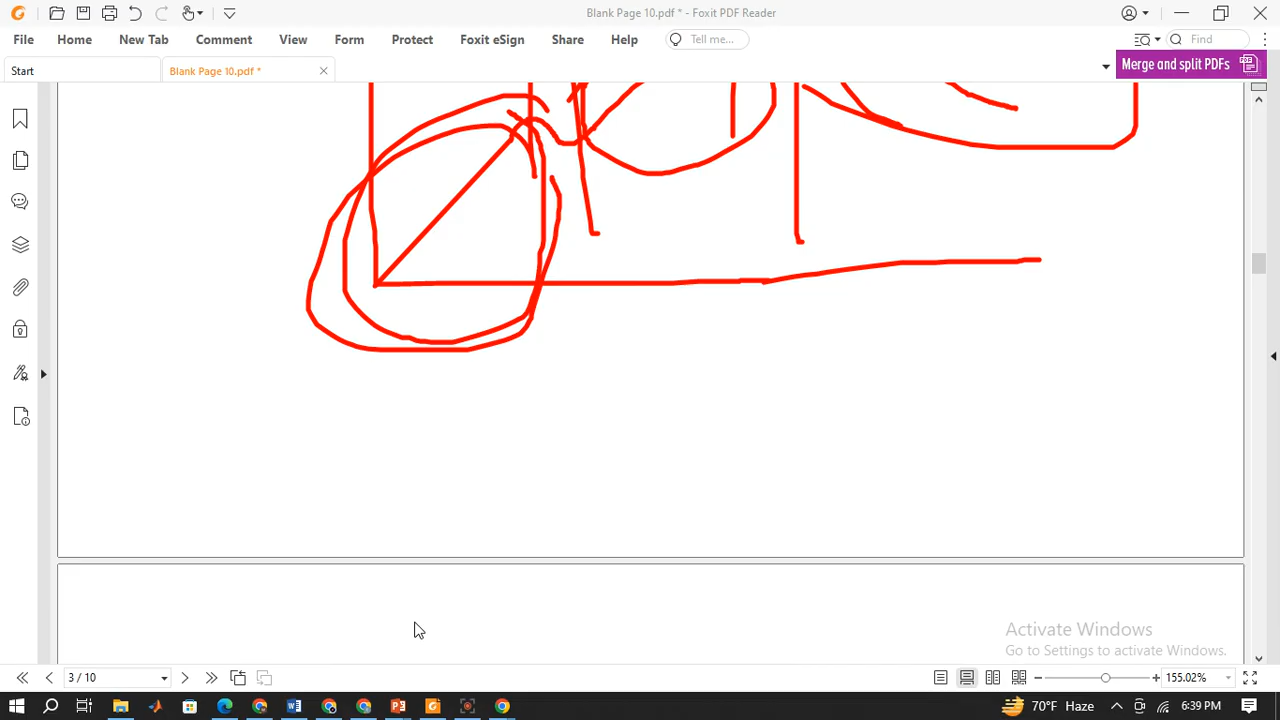 Blank Page 10.pdf * - Foxit PDF Reader
File Home New Tab Comment View Form Protect Foxit eSign Share Help Tell me... Find
Start Blank Page 10.pdf * Merge and split PDFs
Activate Windows
Go to Settings to activate Windows.
3 / 10 155.02%
70°F Haze 6:39 PM